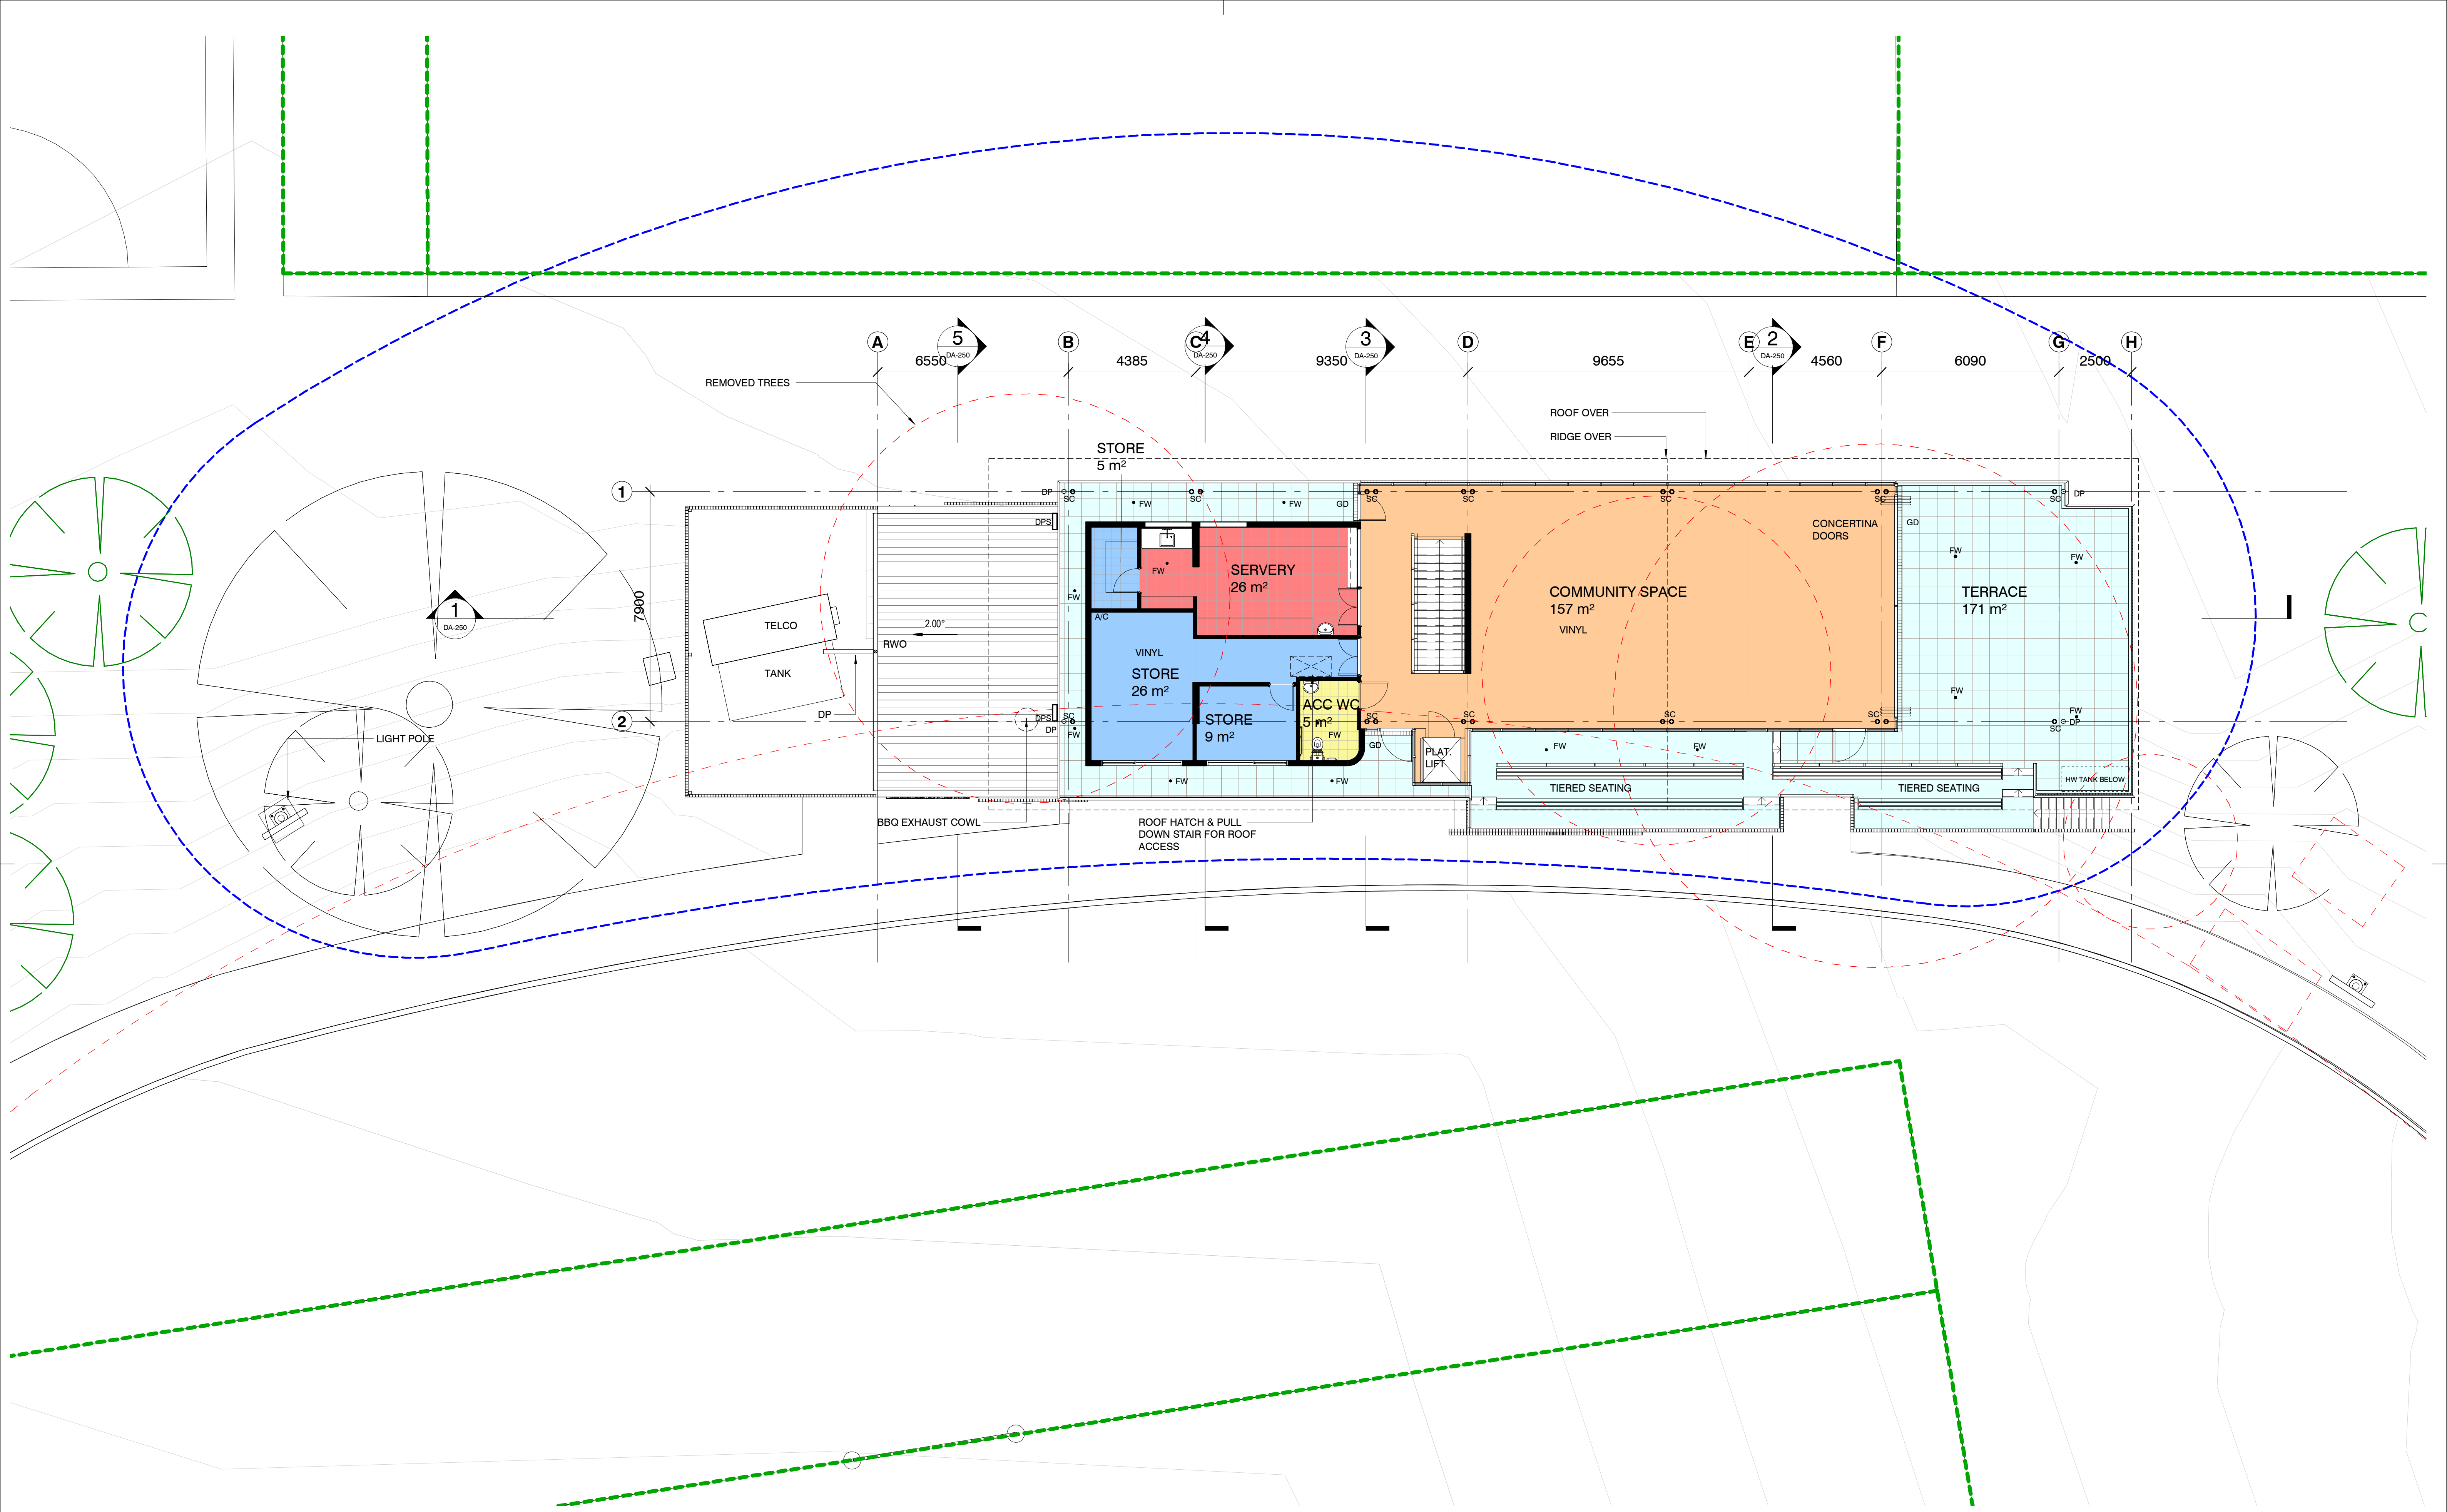 A
5
DA-250
B
C
4
DA-250
3
DA-250
D
E
2
DA-250
F
G
H
6550
4385
9350
9655
4560
6090
2500
REMOVED TREES
ROOF OVER
RIDGE OVER
STORE
5 m²
1
DP
SC
SC
SC
SC
SC
SC
SC
DP
FW
FW
GD
DPS
CONCERTINA
DOORS
GD
FW
FW
FW
SERVERY
26 m²
COMMUNITY SPACE
157 m²
VINYL
TERRACE
171 m²
FW
7900
1
DA-250
A/C
TELCO
2.00°
RWO
VINYL
TANK
STORE
26 m²
FW
ACC WC
5 m²
FW
DP
2
DPS
DP
SC
FW
STORE
9 m²
SC
SC
SC
SC
FW
DP
SC
LIGHT POLE
GD
PLAT.
LIFT
FW
FW
FW
FW
HW TANK BELOW
TIERED SEATING
TIERED SEATING
BBQ EXHAUST COWL
ROOF HATCH & PULL
DOWN STAIR FOR ROOF
ACCESS